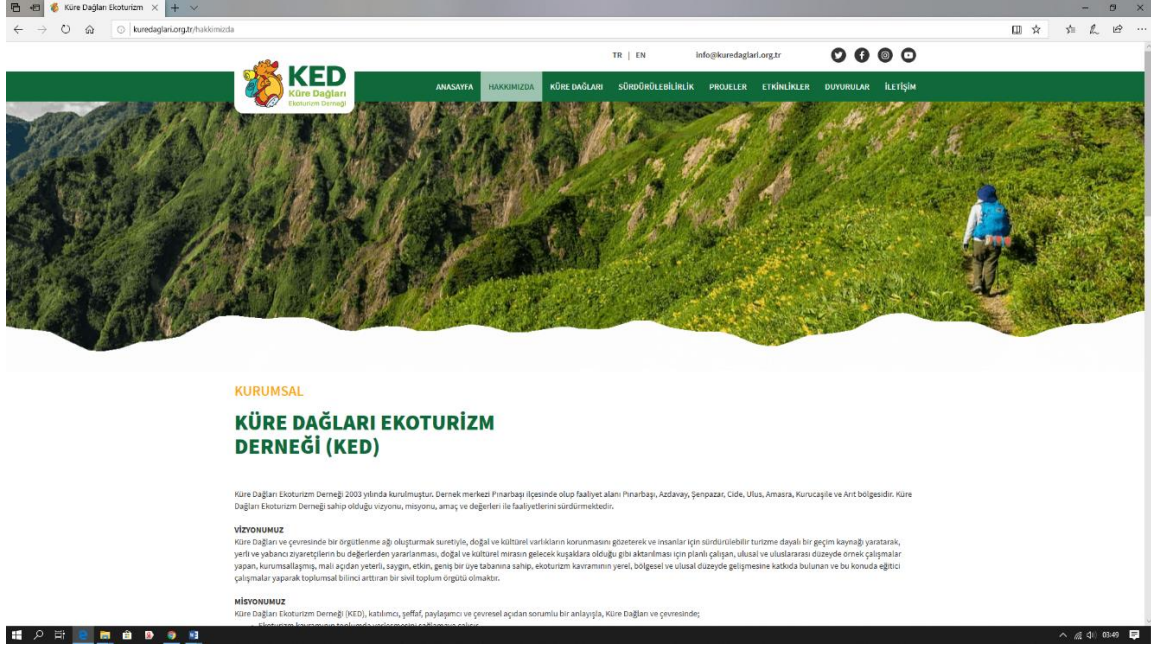 Küre Dağları Ekoturizm
kuredaglari.org.tr/hakkimizda
TR | EN info@kuredaglari.org.tr
KED
Küre Dağları
Ekoturizm Derneği
ANASAYFA HAKKIMIZDA KÜRE DAĞLARI SÜRDÜRÜLEBİLİRLİK PROJELER ETKİNLİKLER DUYURULAR İLETİŞİM
KURUMSAL
KÜRE DAĞLARI EKOTURİZM
DERNEĞİ (KED)
Küre Dağları Ekoturizm Derneği 2003 yılında kurulmuştur. Dernek merkezi Pınarbaşı ilçesinde olup faaliyet alanı Pınarbaşı, Azdavay, Şenpazar, Cide, Ulus, Amasra, Kurucaşile ve Arıt bölgesidir. Küre
Dağları Ekoturizm Derneği sahip olduğu vizyonu, misyonu, amaç ve değerleri ile faaliyetlerini sürdürmektedir.
VİZYONUMUZ
Küre Dağları ve çevresinde bir örgütlenme ağı oluşturmak suretiyle, doğal ve kültürel varlıkların korunmasını gözeterek ve insanlar için sürdürülebilir turizme dayalı bir geçim kaynağı yaratarak,
yerli ve yabancı ziyaretçilerin bu değerlerden yararlanması, doğal ve kültürel mirasın gelecek kuşaklara olduğu gibi aktarılması için planlı çalışan, ulusal ve uluslararası düzeyde örnek çalışmalar
yapan, kurumsallaşmış, mali açıdan yeterli, saygın, etkin, geniş bir üye tabanına sahip, ekoturizm kavramının yerel, bölgesel ve ulusal düzeyde gelişmesine katkıda bulunan ve bu konuda eğitici
çalışmalar yaparak toplumsal bilinci arttıran bir sivil toplum örgütü olmaktır.
MİSYONUMUZ
Küre Dağları Ekoturizm Derneği (KED), katılımcı, şeffaf, paylaşımcı ve çevresel açıdan sorumlu bir anlayışla, Küre Dağları ve çevresinde;
03:49